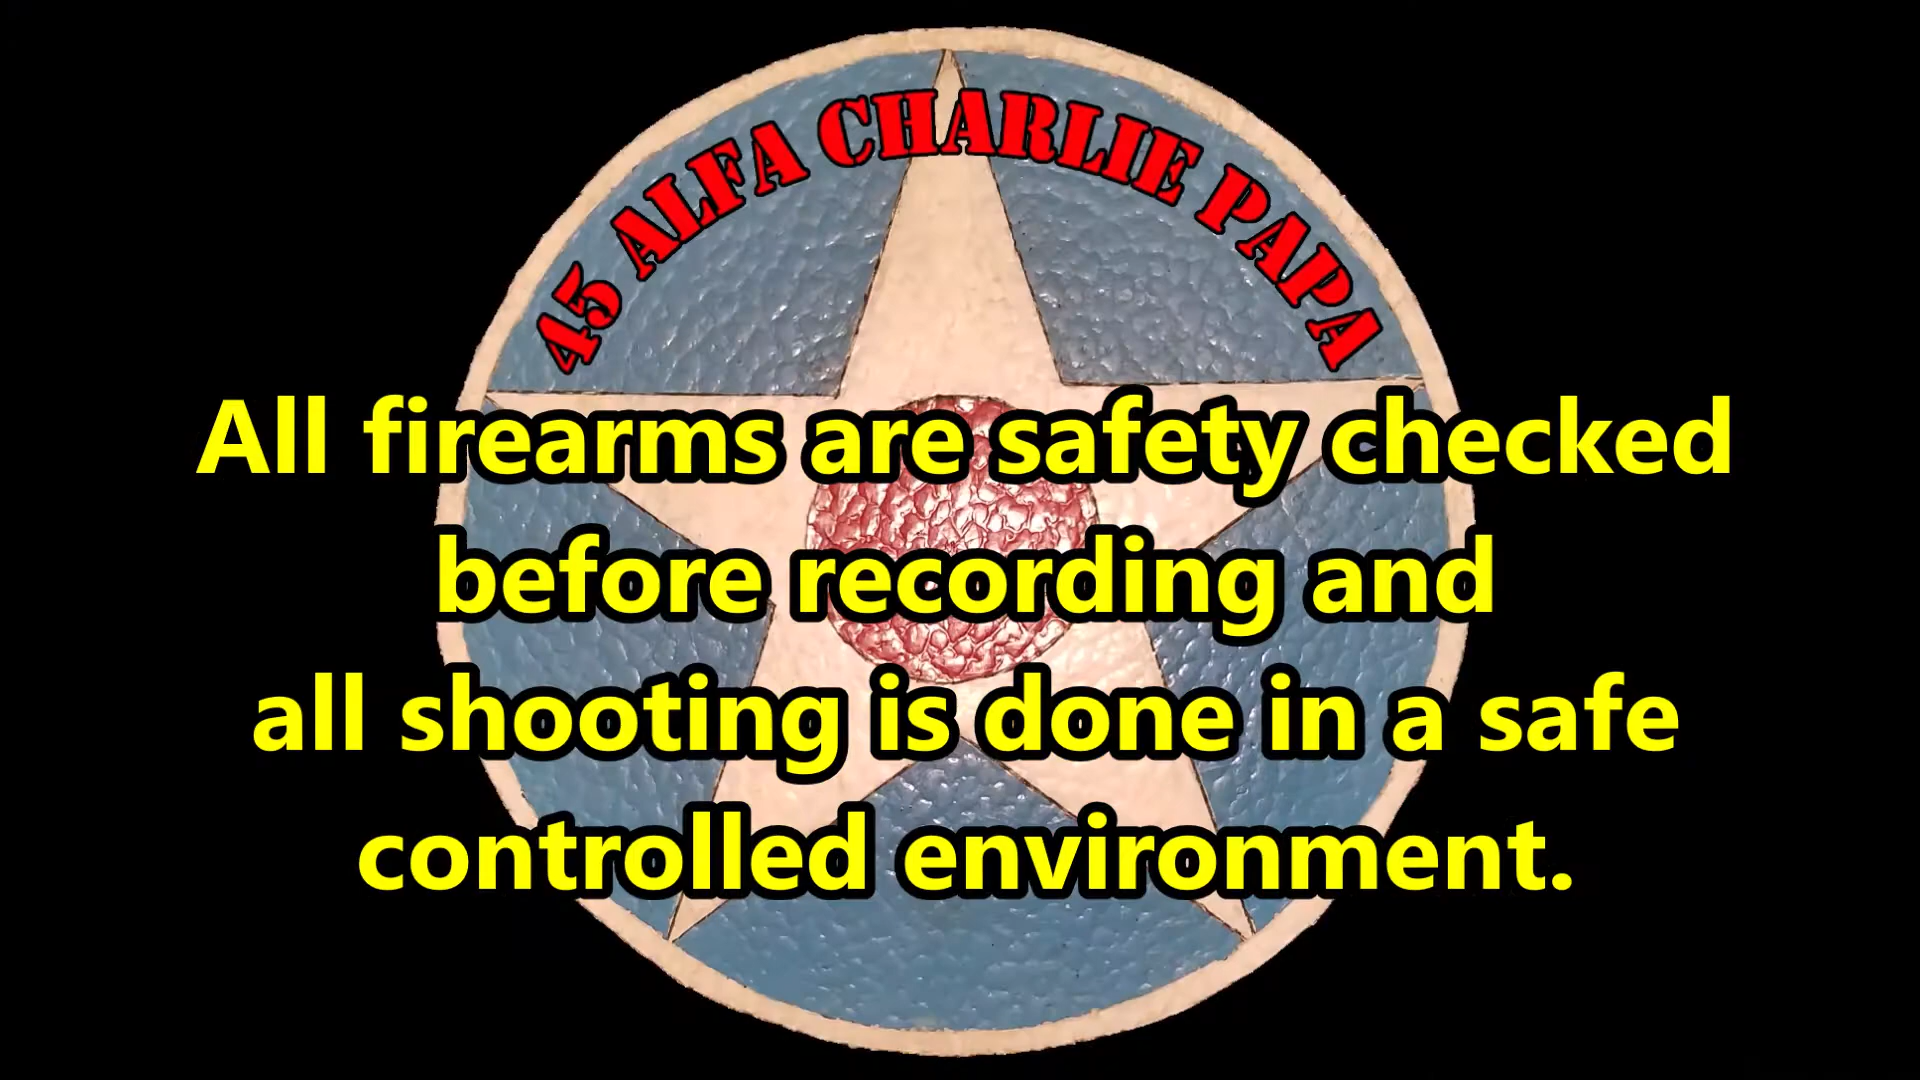 45 ALFA CHARLIE PAPA
All firearms are safety checked
before recording and
all shooting is done in a safe
controlled environment.